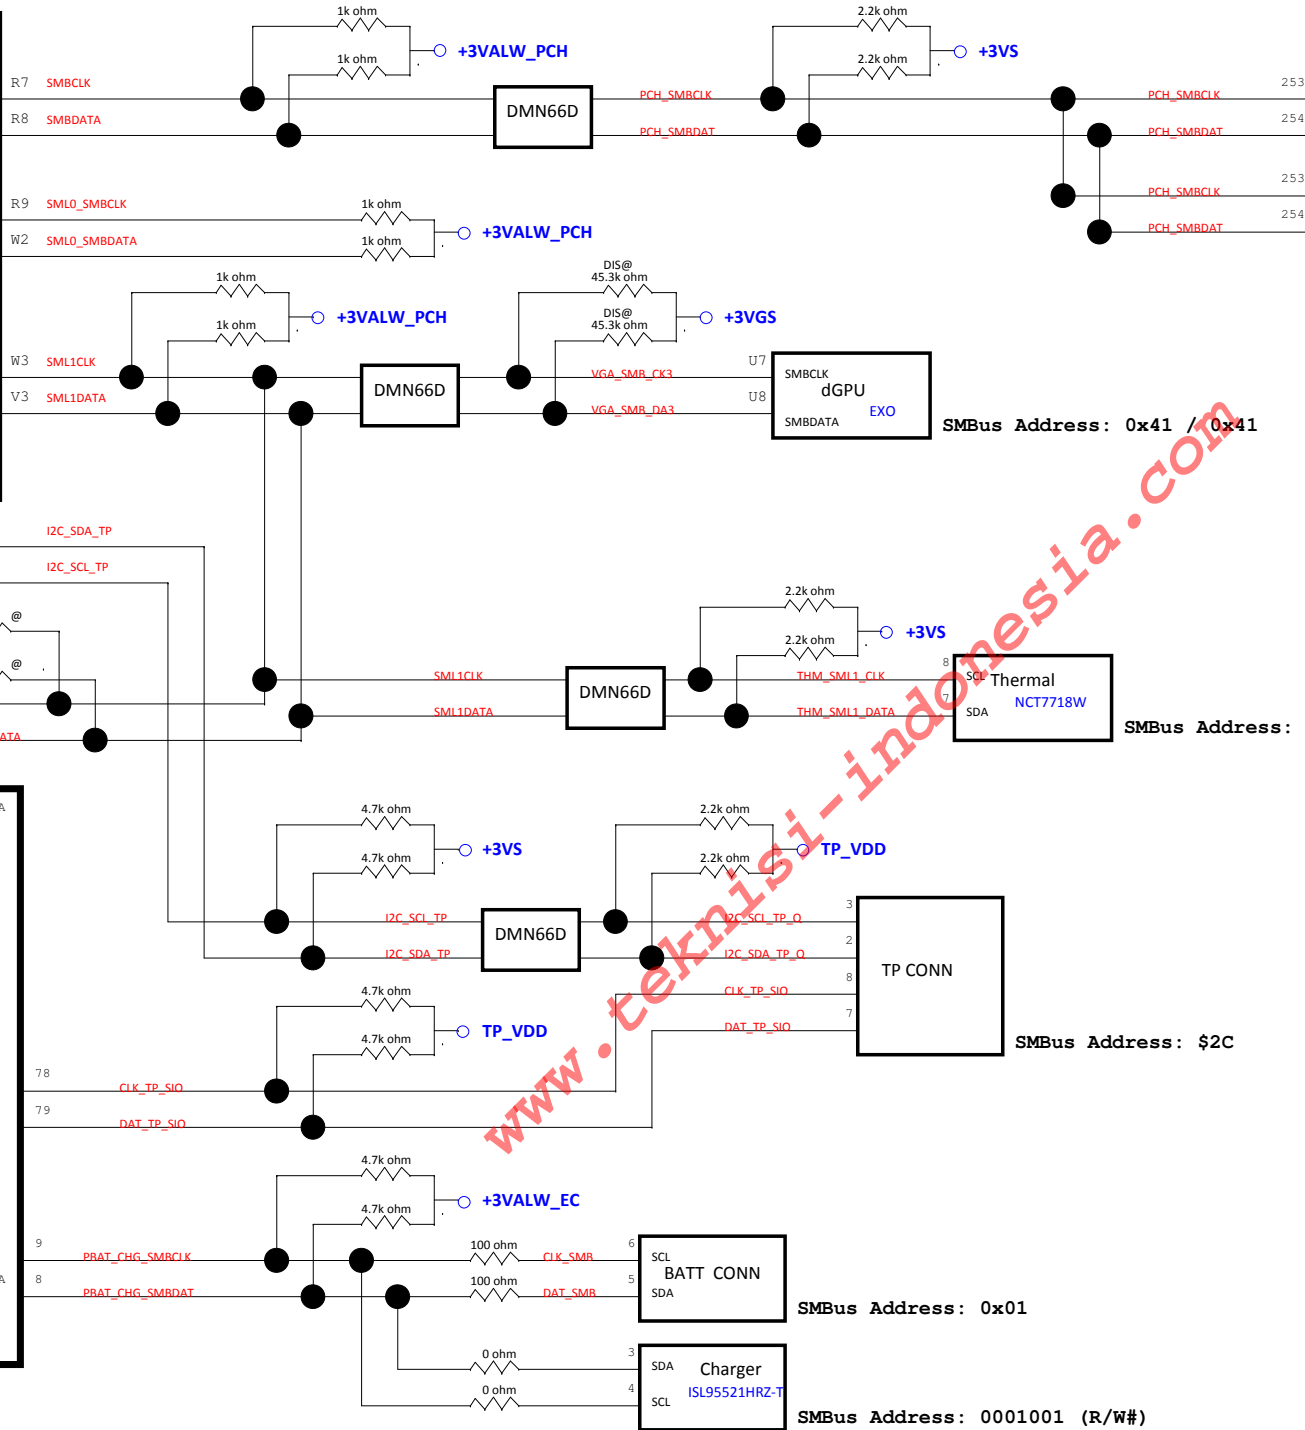 1k ohm
1k ohm
+3VALW_PCH
2.2k ohm
2.2k ohm
+3VS
R7 SMBCLK
R8 SMBDATA
DMN66D
PCH_SMBCLK
PCH_SMBDAT
PCH_SMBCLK 253
PCH_SMBDAT 254
PCH_SMBCLK 253
PCH_SMBDAT 254
R9 SML0_SMBCLK
W2 SML0_SMBDATA
1k ohm
1k ohm
+3VALW_PCH
1k ohm
1k ohm
+3VALW_PCH
DIS@
45.3k ohm
DIS@
45.3k ohm
+3VGS
W3 SML1CLK
V3 SML1DATA
DMN66D
VGA_SMB_CK3 U7
VGA_SMB_DA3 U8
SMBCLK
dGPU
EXO
SMBDATA
SMBus Address: 0x41 / 0x41
I2C_SDA_TP
I2C_SCL_TP
@
@
ATA
2.2k ohm
2.2k ohm
+3VS
SML1CLK
SML1DATA
DMN66D
THM_SML1_CLK 8
THM_SML1_DATA 7
SCL Thermal
NCT7718W
SDA
SMBus Address:
A
4.7k ohm
4.7k ohm
+3VS
2.2k ohm
2.2k ohm
TP_VDD
I2C_SCL_TP
I2C_SDA_TP
DMN66D
I2C_SCL_TP_Q 3
I2C_SDA_TP_Q 2
CLK_TP_SIO 8
DAT_TP_SIO 7
TP CONN
SMBus Address: $2C
4.7k ohm
4.7k ohm
TP_VDD
78 CLK_TP_SIO
79 DAT_TP_SIO
4.7k ohm
4.7k ohm
+3VALW_EC
9 PBAT_CHG_SMBCLK
A 8 PBAT_CHG_SMBDAT
100 ohm CLK_SMB 6
100 ohm DAT_SMB 5
SCL
BATT CONN
SDA
SMBus Address: 0x01
0 ohm 3
0 ohm 4
SDA Charger
ISL95521HRZ-T
SCL
SMBus Address: 0001001 (R/W#)
www.teknisi-indonesia.com